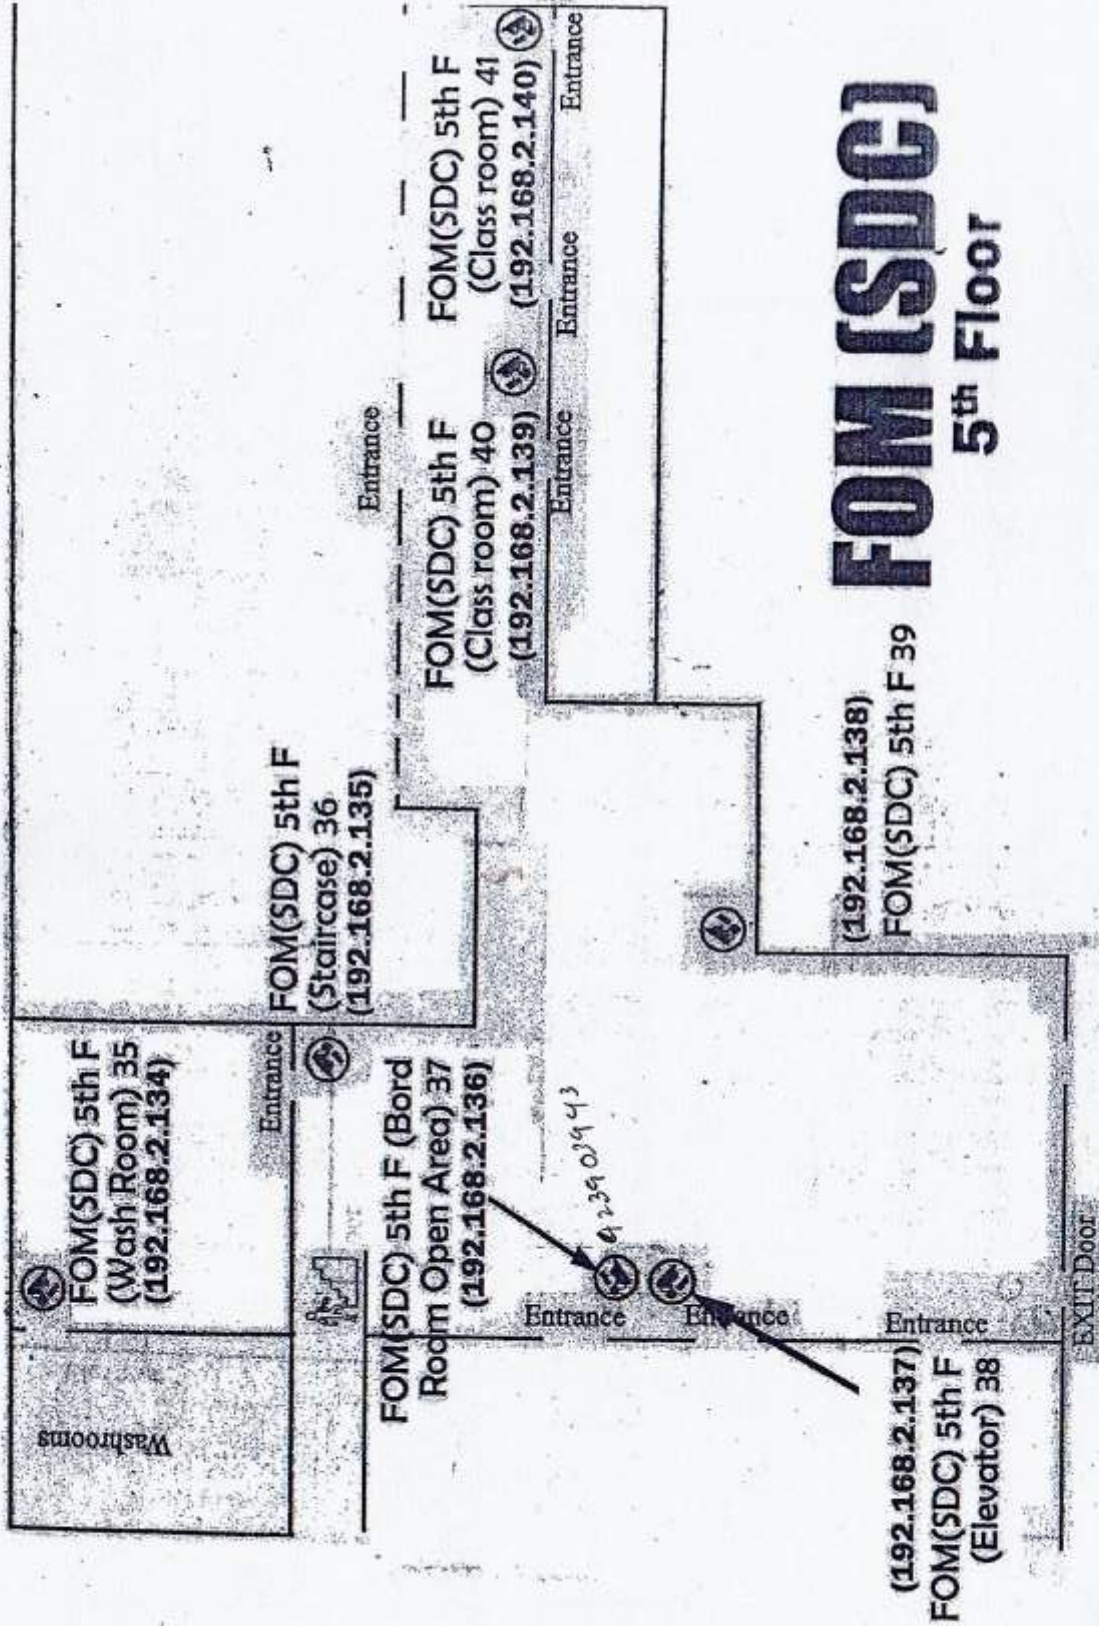 FOM(SDC) 5th F
(Wash Room) 35
(192.168.2.134)
Washrooms
Entrance
FOM(SDC) 5th F
(Staircase) 36
(192.168.2.135)
Entrance
FOM(SDC) 5th F
(Class room) 40
(192.168.2.139)
FOM(SDC) 5th F
(Class room) 41
(192.168.2.140)
Entrance
Entrance
Entrance
FOM(SDC) 5th F (Bord
Room Open Area) 37
(192.168.2.136)
Entrance
Entrance
Entrance
(192.168.2.137)
FOM(SDC) 5th F
(Elevator) 38
EXIT Door
(192.168.2.138)
FOM(SDC) 5th F 39
FOM (SDC)
5th Floor